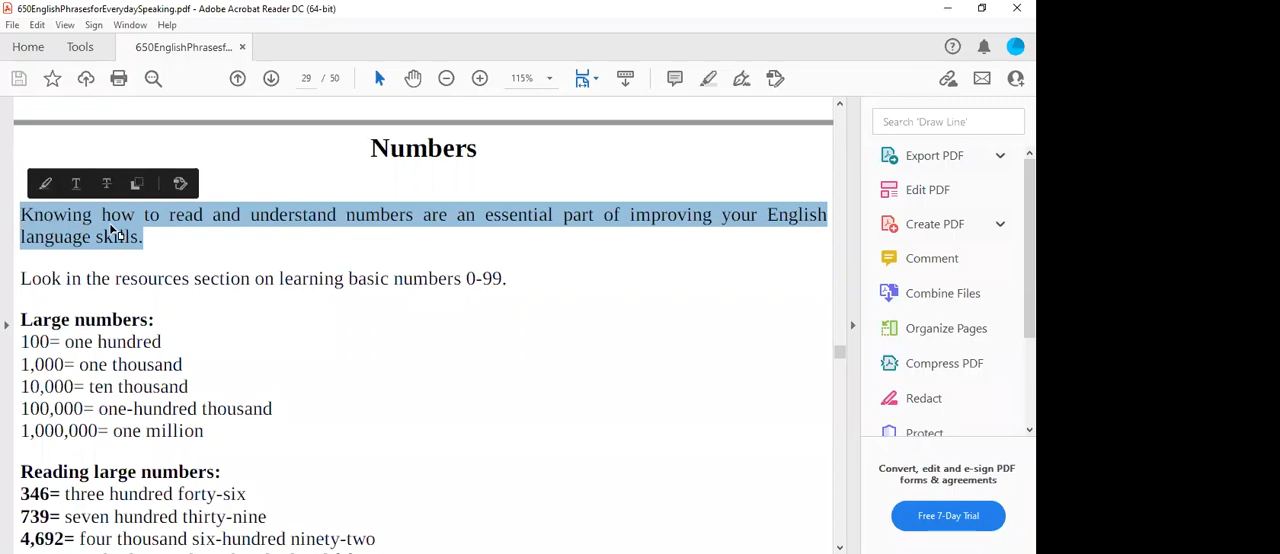 650EnglishPhrasesforEverydaySpeaking.pdf - Adobe Acrobat Reader DC (64-bit)
File Edit View Sign Window Help
Home Tools 650EnglishPhrasesf... ×
29 / 50 115%
Numbers
Knowing how to read and understand numbers are an essential part of improving your English
language skills.
Look in the resources section on learning basic numbers 0-99.
Large numbers:
100= one hundred
1,000= one thousand
10,000= ten thousand
100,000= one-hundred thousand
1,000,000= one million
Reading large numbers:
346= three hundred forty-six
739= seven hundred thirty-nine
4,692= four thousand six-hundred ninety-two
Search 'Draw Line'
Export PDF
Edit PDF
Create PDF
Comment
Combine Files
Organize Pages
Compress PDF
Redact
Protect
Convert, edit and e-sign PDF
forms & agreements
Free 7-Day Trial